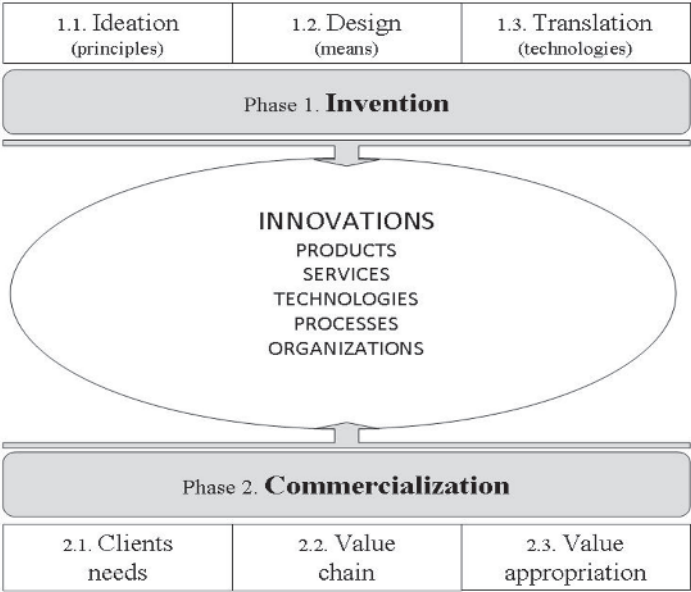 1.1. Ideation
(principles)
1.2. Design
(means)
1.3. Translation
(technologies)
Phase 1. Invention
INNOVATIONS
PRODUCTS
SERVICES
TECHNOLOGIES
PROCESSES
ORGANIZATIONS
Phase 2. Commercialization
2.1. Clients
needs
2.2. Value
chain
2.3. Value
appropriation